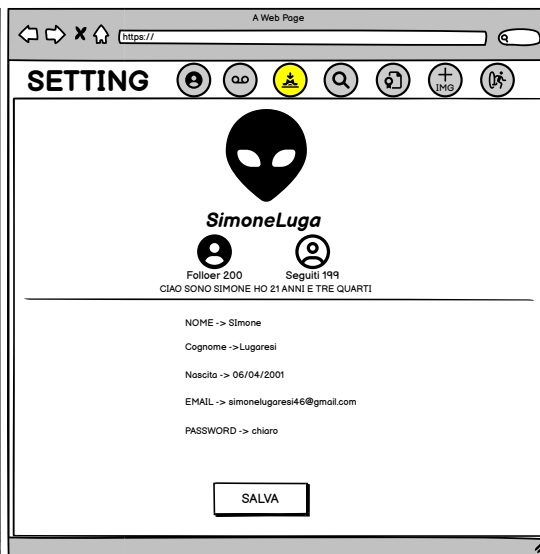 A Web Page
https://
SETTING
IMG
SimoneLuga
Folloer 200 Seguiti 199
CIAO SONO SIMONE HO 21 ANNI E TRE QUARTI
NOME -> SImone
Cognome ->Lugaresi
Nascita -> 06/04/2001
EMAIL -> simonelugaresi46@gmail.com
PASSWORD -> chiaro
SALVA